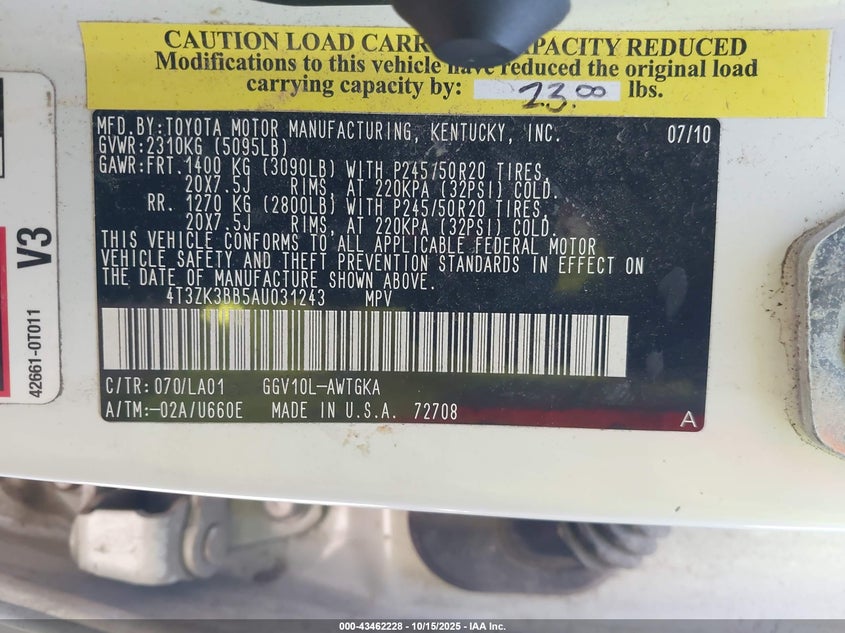 CAUTION LOAD CARR APACITY REDUCED
Modifications to this vehicle have reduced the original load
carrying capacity by: 23.00 lbs.
MFD.BY:TOYOTA MOTOR MANUFACTURING, KENTUCKY, INC. 07/10
GVWR:2310KG (5095LB)
GAWR:FRT.1400 KG (3090LB) WITH P245/50R20 TIRES,
20X7.5J RIMS, AT 220KPA (32PSI) COLD.
RR. 1270 KG (2800LB) WITH P245/50R20 TIRES,
20X7.5J RIMS, AT 220KPA (32PSI) COLD.
THIS VEHICLE CONFORMS TO ALL APPLICABLE FEDERAL MOTOR
VEHICLE SAFETY AND THEFT PREVENTION STANDARDS IN EFFECT ON
THE DATE OF MANUFACTURE SHOWN ABOVE.
4T3ZK3BB5AU031243 MPV
C/TR:070/LA01 GGV10L-AWTGKA
A/TM:-02A/U660E MADE IN U.S.A. 72708
A
V3
42661-0T011
000-43462228 - 10/15/2025 - IAA Inc.